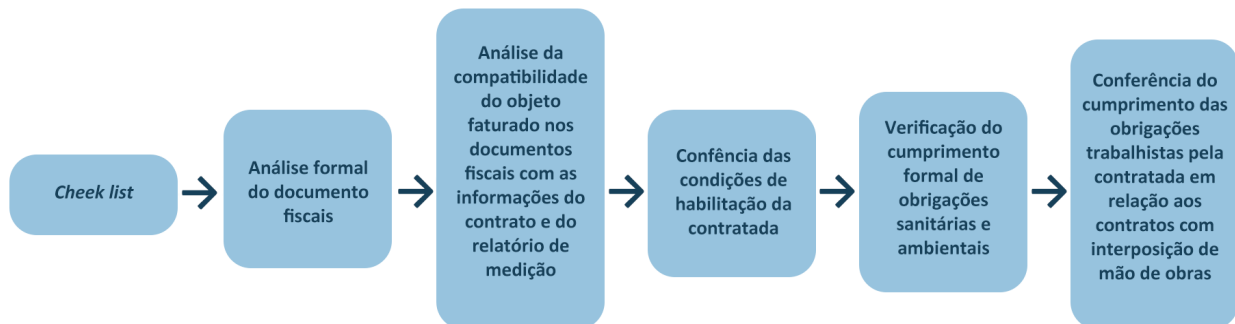 Cheek list
Análise formal
do documento
fiscais
Análise da
compatibilidade
do objeto
faturado nos
documentos
fiscais com as
informações do
contrato e do
relatório de
medição
Confência das
condições de
habilitação da
contratada
Verificação do
cumprimento
formal de
obrigações
sanitárias e
ambientais
Conferência do
cumprimento das
obrigações
trabalhistas pela
contratada em
relação aos
contratos com
interposição de
mão de obras